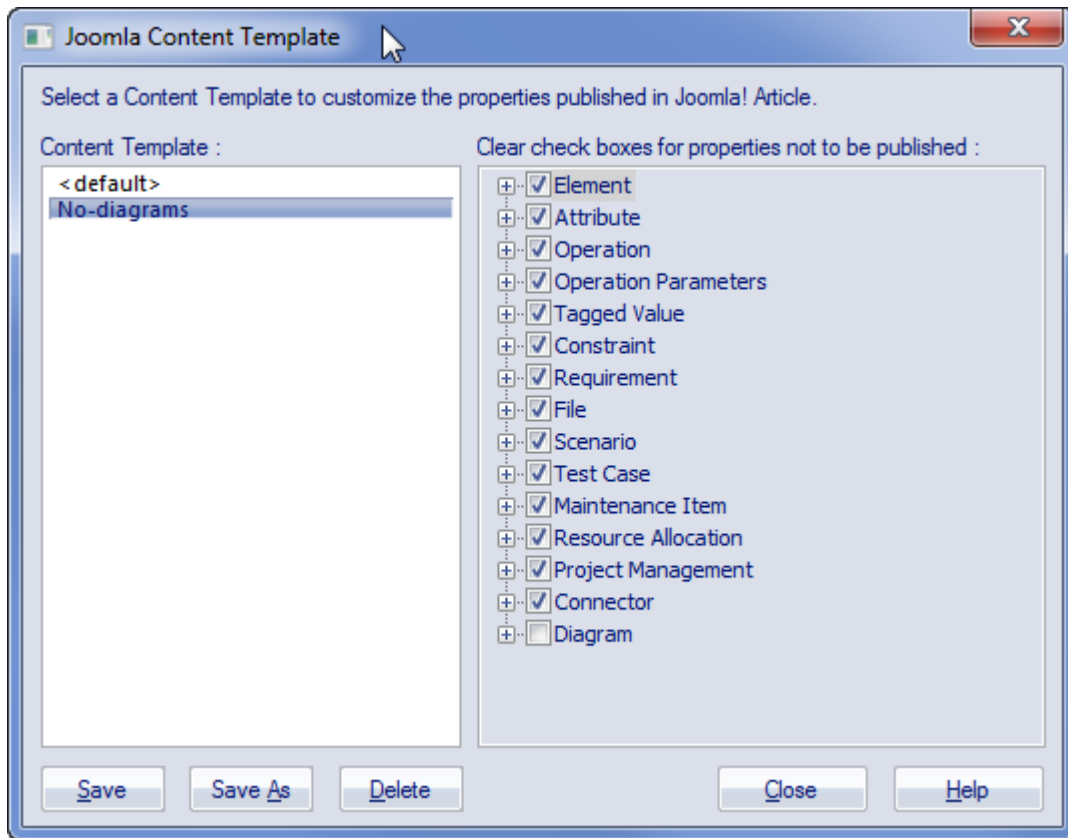 Joomla Content Template
Select a Content Template to customize the properties published in Joomla! Article.
Content Template :
<default>
No-diagrams
Clear check boxes for properties not to be published :
Element
Attribute
Operation
Operation Parameters
Tagged Value
Constraint
Requirement
File
Scenario
Test Case
Maintenance Item
Resource Allocation
Project Management
Connector
Diagram
Save Save As Delete Close Help